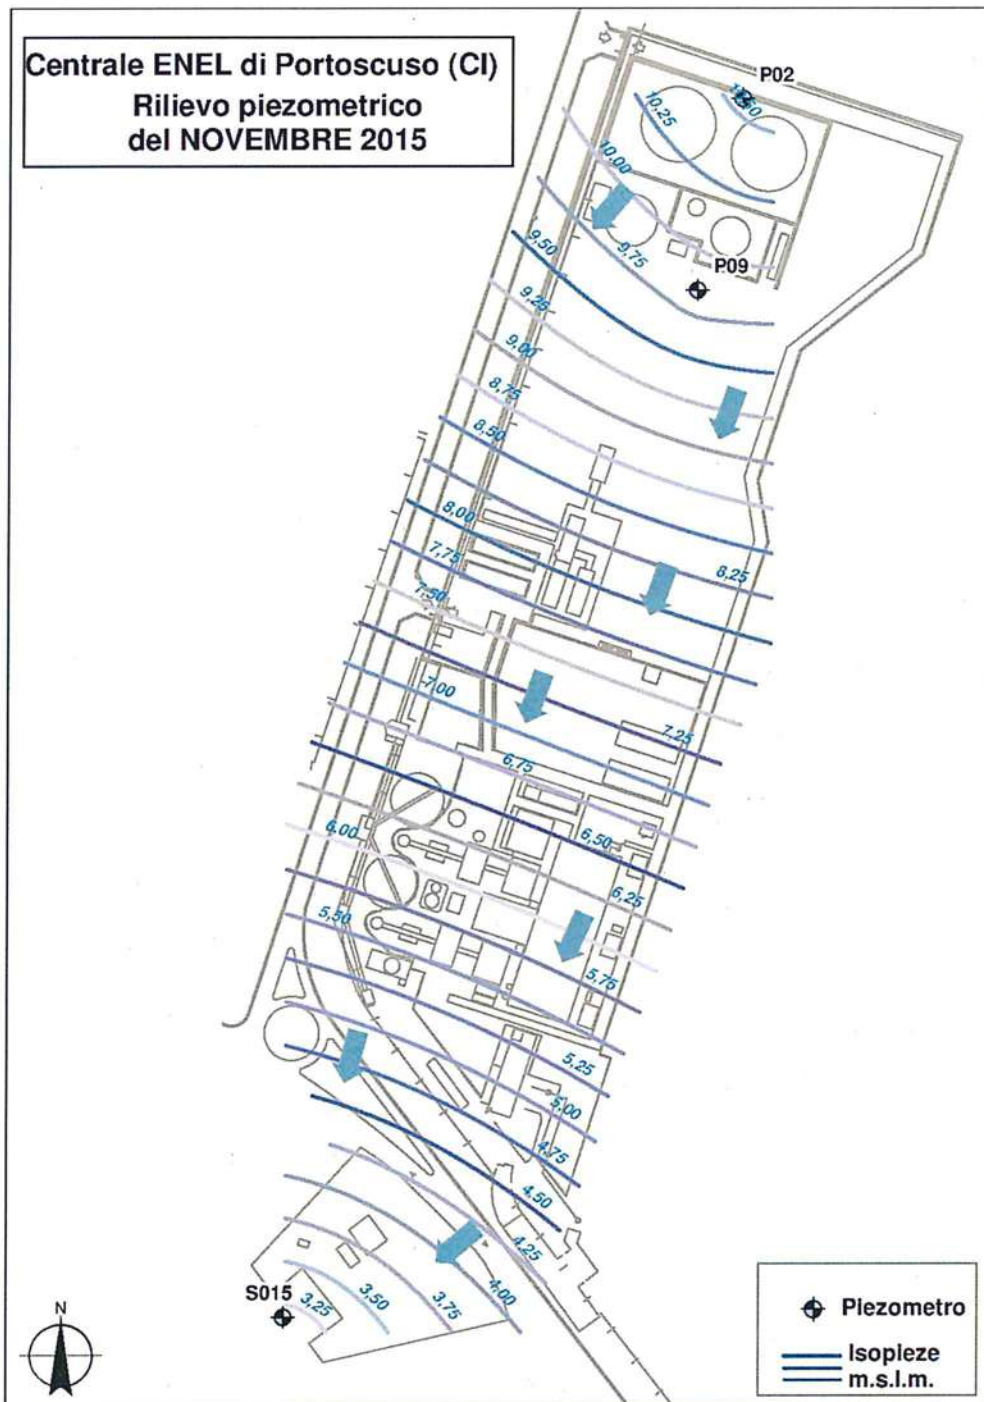 Centrale ENEL di Portoscuso (CI)
Rilievo piezometrico
del NOVEMBRE 2015
P02
10,25
10,00
9,75
P09
9,50
9,25
9,00
8,75
8,50
8,25
8,00
7,75
7,50
7,25
7,00
6,75
6,50
6,25
6,00
5,75
5,50
5,25
5,00
4,75
4,50
4,25
4,00
3,75
3,50
3,25
S015
N
Piezometro
Isopieze
m.s.l.m.